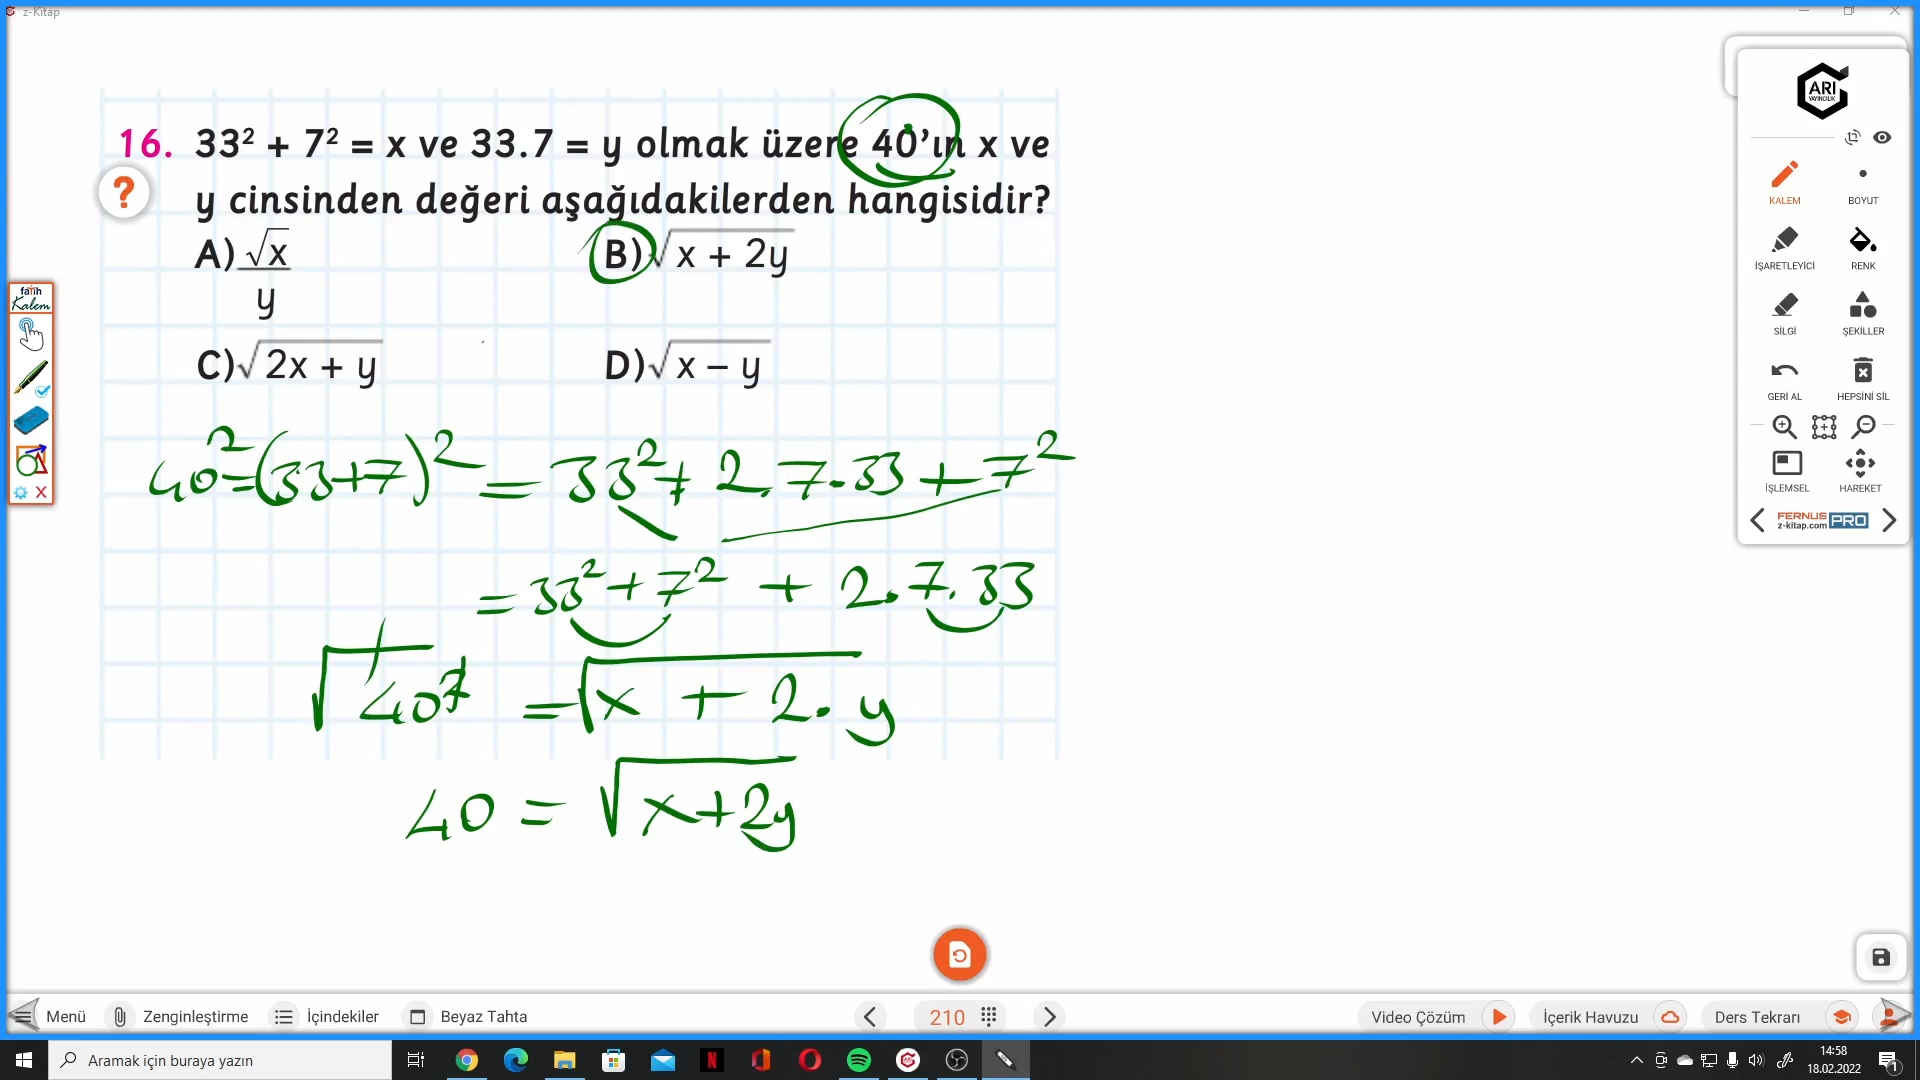 z-Kitap
16. 33² + 7² = x ve 33.7 = y olmak üzere 40'ın x ve
y cinsinden değeri aşağıdakilerden hangisidir?
?
A) √x / y
B) √x + 2y
C) √2x + y
D) √x − y
40² = (33+7)² = 33² + 2.7.33 + 7²
= 33² + 7² + 2.7.33
√40² = √x + 2.y
40 = √x+2y
fatih
Kalem
X
ARI
YAYINCILIK
KALEM
BOYUT
İŞARETLEYİCİ
RENK
SİLGİ
ŞEKİLLER
GERİ AL
HEPSİNİ SİL
İŞLEMSEL
HAREKET
FERNUS
z-kitap.com PRO
Menü
Zenginleştirme
İçindekiler
Beyaz Tahta
210
Video Çözüm
İçerik Havuzu
Ders Tekrarı
Aramak için buraya yazın
14:58
18.02.2022
1